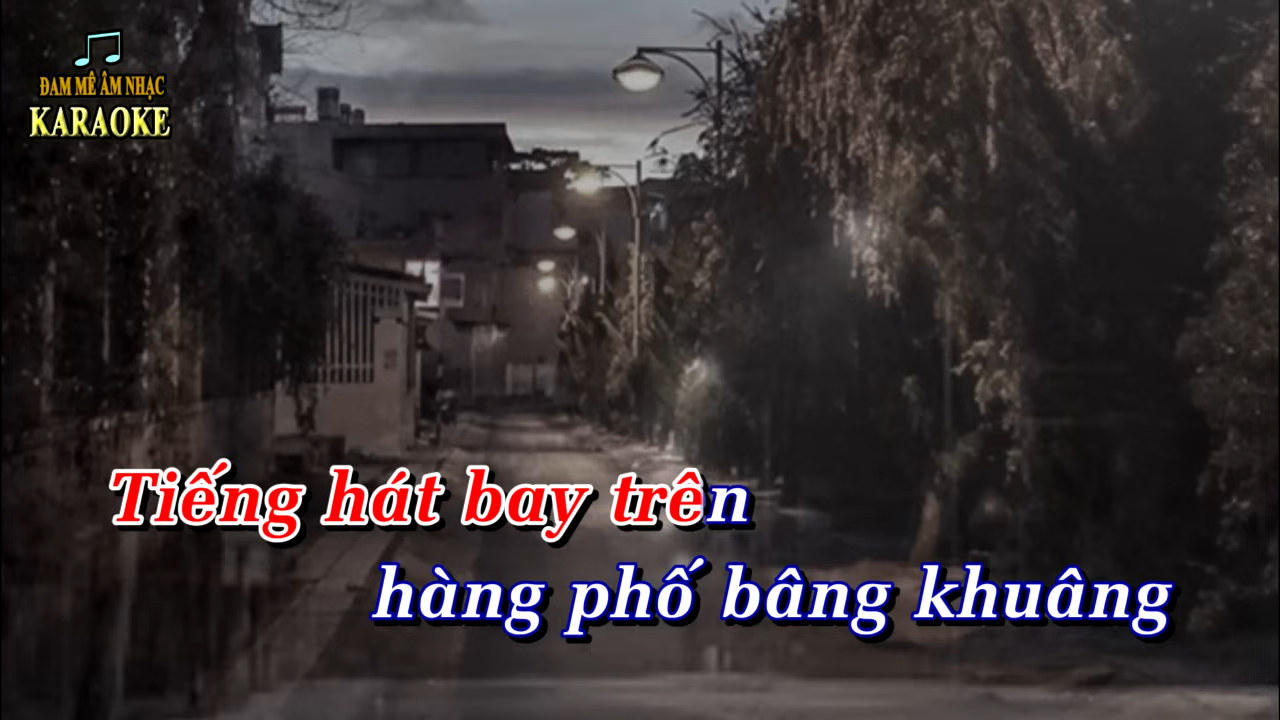 ĐAM MÊ ÂM NHẠC
KARAOKE
Tiếng hát bay trên
hàng phố bâng khuâng